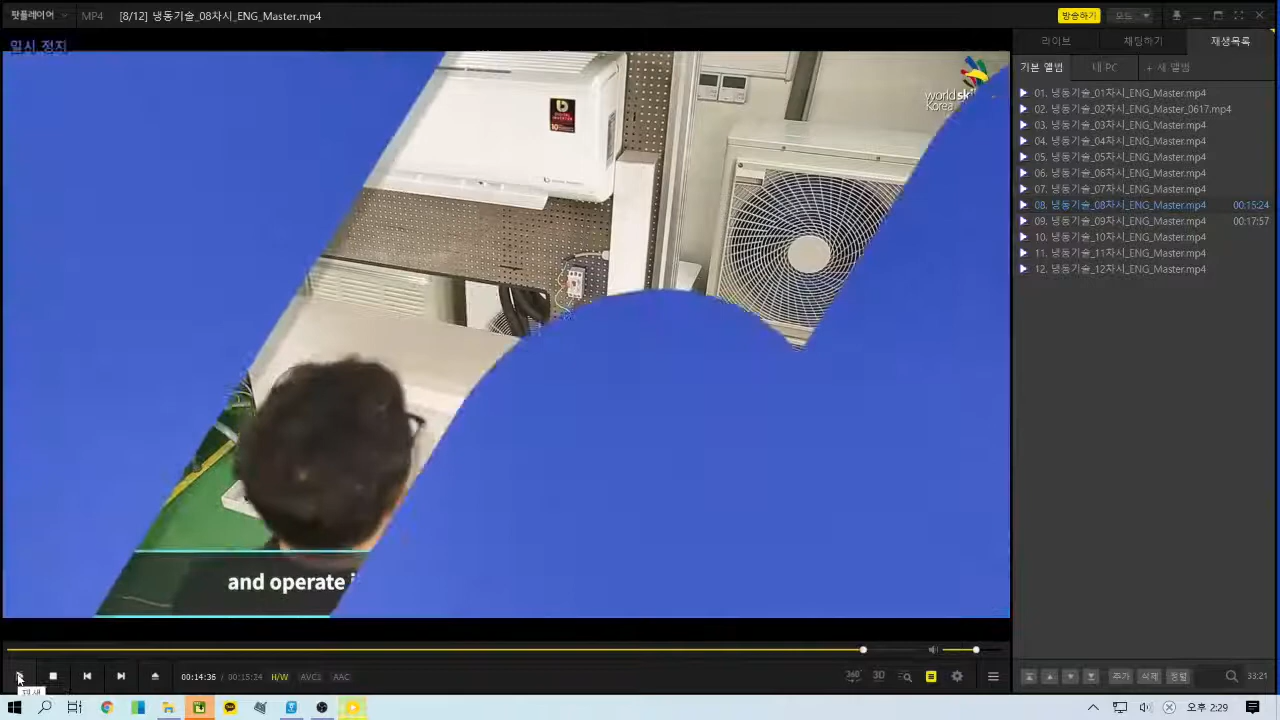 팟플레이어 MP4 [8/12] 냉동기술_08차시_ENG_Master.mp4 방송하기 모드
일시 정지
라이브 채팅하기 재생목록
기본 앨범 내 PC + 새 앨범
world skills
Korea
01. 냉동기술_01차시_ENG_Master.mp4
02. 냉동기술_02차시_ENG_Master_0617.mp4
03. 냉동기술_03차시_ENG_Master.mp4
04. 냉동기술_04차시_ENG_Master.mp4
05. 냉동기술_05차시_ENG_Master.mp4
06. 냉동기술_06차시_ENG_Master.mp4
07. 냉동기술_07차시_ENG_Master.mp4
08. 냉동기술_08차시_ENG_Master.mp4 00:15:24
09. 냉동기술_09차시_ENG_Master.mp4 00:17:57
10. 냉동기술_10차시_ENG_Master.mp4
11. 냉동기술_11차시_ENG_Master.mp4
12. 냉동기술_12차시_ENG_Master.mp4
and operate i
00:14:36 / 00:15:24 H/W AVC1 AAC
360° 3D
추가 삭제 정렬 33:21
재생
오후 2:29